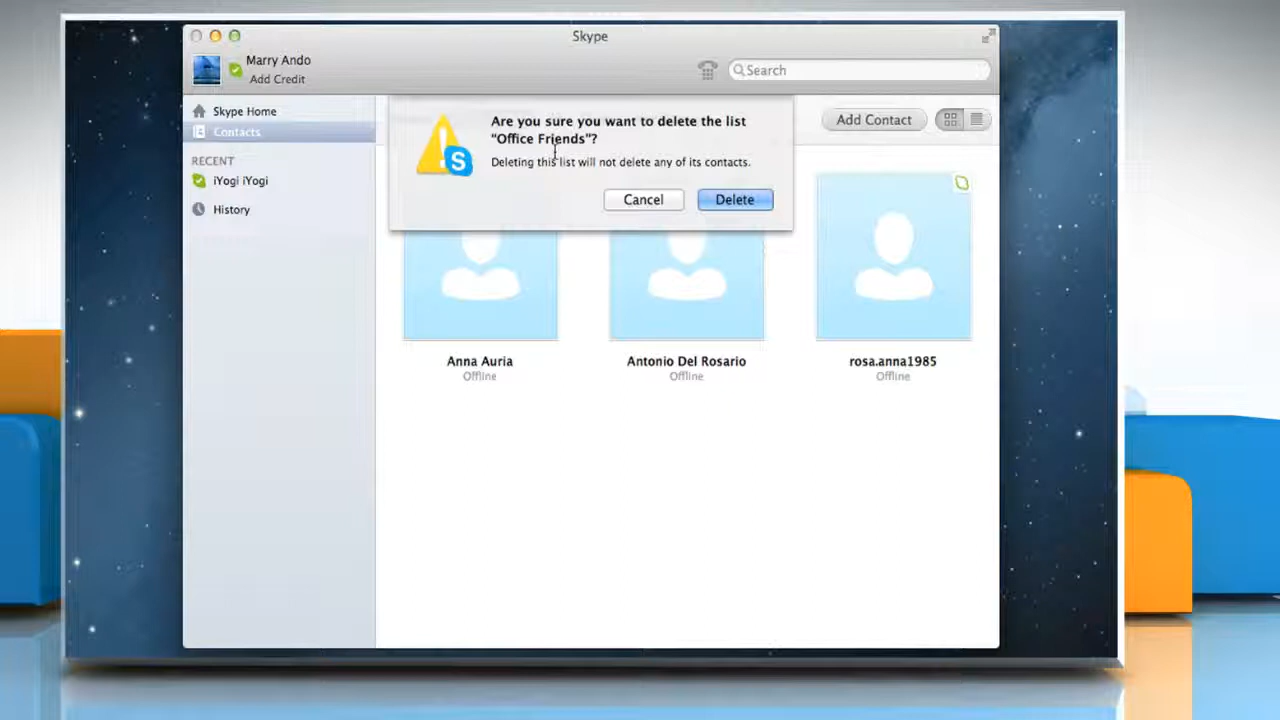 Skype
Marry Ando
Add Credit
Search
Skype Home
Contacts
RECENT
iYogi iYogi
History
Are you sure you want to delete the list
"Office Friends"?
Deleting this list will not delete any of its contacts.
Cancel
Delete
Add Contact
Anna Auria
Offline
Antonio Del Rosario
Offline
rosa.anna1985
Offline